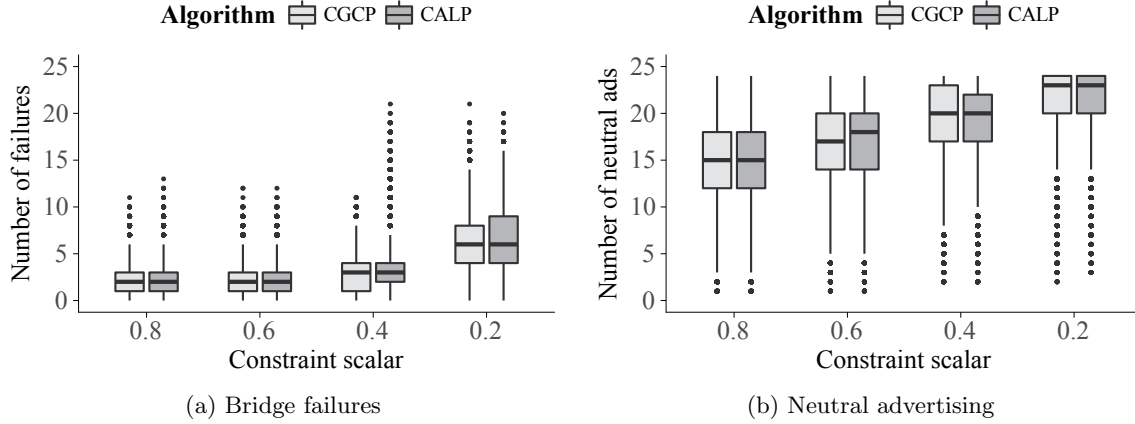 Algorithm CGCP CALP
Number of failures
25
20
15
10
5
0
0.8 0.6 0.4 0.2
Constraint scalar
(a) Bridge failures
Algorithm CGCP CALP
Number of neutral ads
25
20
15
10
5
0
0.8 0.6 0.4 0.2
Constraint scalar
(b) Neutral advertising